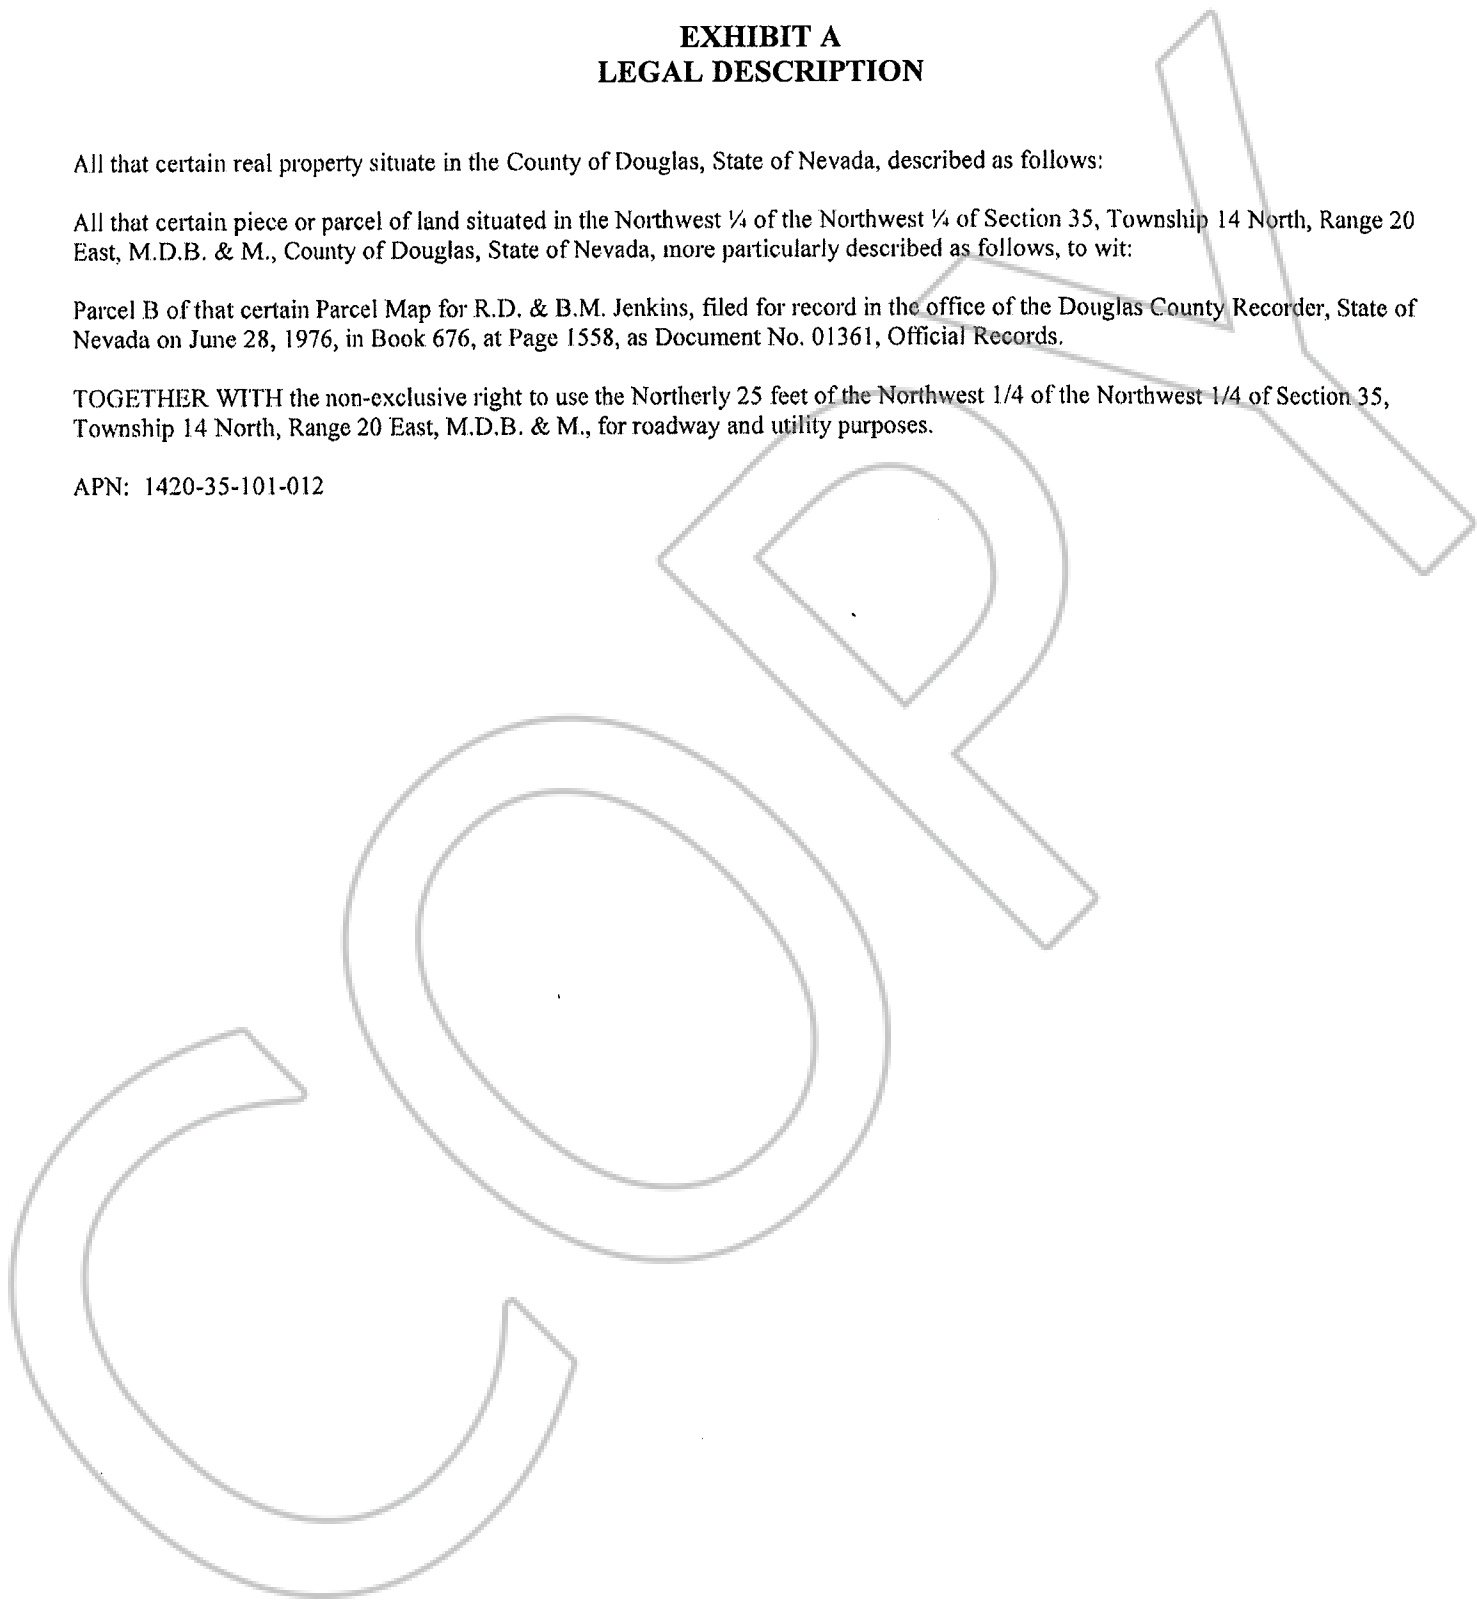 EXHIBIT A
LEGAL DESCRIPTION
All that certain real property situate in the County of Douglas, State of Nevada, described as follows:
All that certain piece or parcel of land situated in the Northwest ¼ of the Northwest ¼ of Section 35, Township 14 North, Range 20
East, M.D.B. & M., County of Douglas, State of Nevada, more particularly described as follows, to wit:
Parcel B of that certain Parcel Map for R.D. & B.M. Jenkins, filed for record in the office of the Douglas County Recorder, State of
Nevada on June 28, 1976, in Book 676, at Page 1558, as Document No. 01361, Official Records.
TOGETHER WITH the non-exclusive right to use the Northerly 25 feet of the Northwest 1/4 of the Northwest 1/4 of Section 35,
Township 14 North, Range 20 East, M.D.B. & M., for roadway and utility purposes.
APN: 1420-35-101-012
COPY